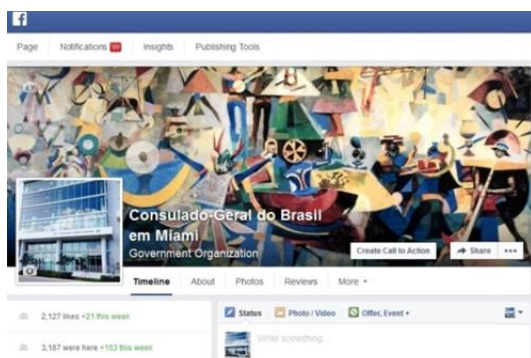 f
Page Notifications 99 Insights Publishing Tools
Consulado-Geral do Brasil
em Miami
Government Organization
Create Call to Action Share •••
Timeline About Photos Reviews More
2,127 likes +21 this week
Status Photo / Video Offer, Event +
3,187 were here +153 this week
Write something...